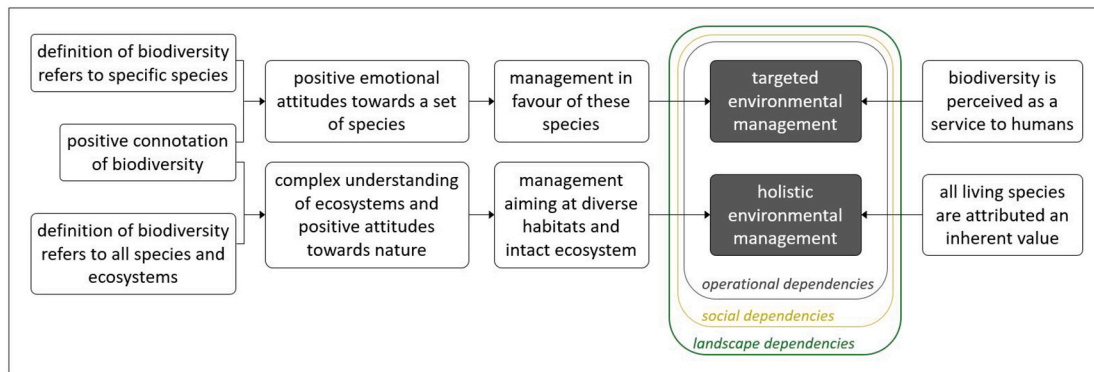 definition of biodiversity
refers to specific species
positive connotation
of biodiversity
definition of biodiversity
refers to all species and
ecosystems
positive emotional
attitudes towards a set
of species
complex understanding
of ecosystems and
positive attitudes
towards nature
management in
favour of these
species
management
aiming at diverse
habitats and
intact ecosystem
targeted
environmental
management
holistic
environmental
management
operational dependencies
social dependencies
landscape dependencies
biodiversity is
perceived as a
service to humans
all living species
are attributed an
inherent value